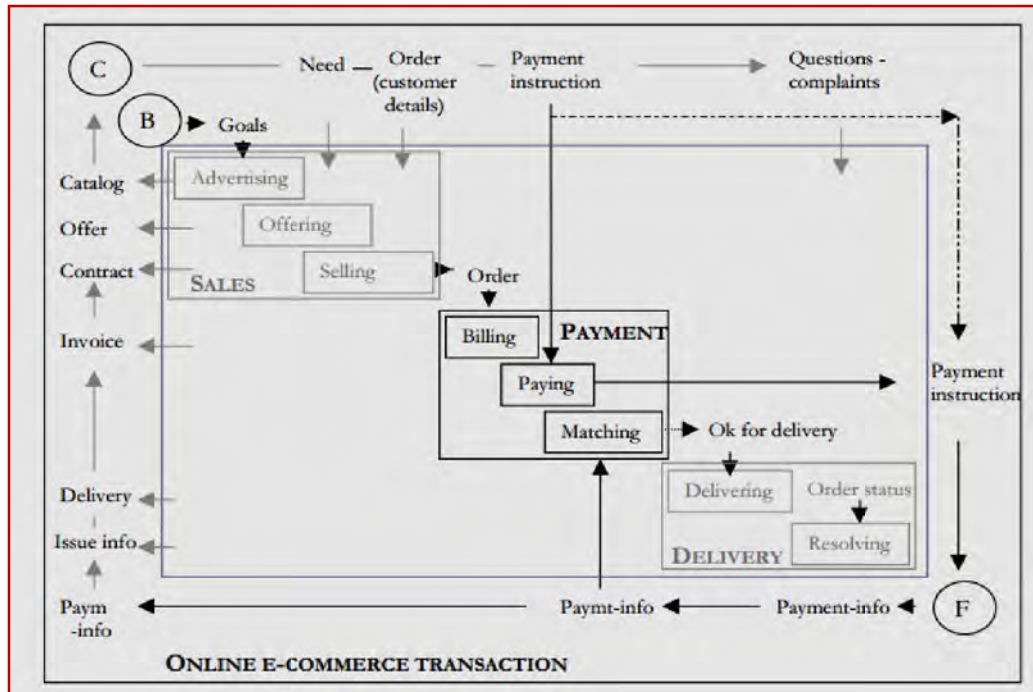 C
Need
Order
(customer
details)
Payment
instruction
Questions -
complaints
B
Goals
Catalog
Advertising
Offer
Offering
Contract
SALES
Selling
Order
Invoice
Billing
PAYMENT
Paying
Payment
instruction
Matching
Ok for delivery
Delivery
Delivering
Order status
Issue info
DELIVERY
Resolving
Paym
-info
Paymt-info
Payment-info
F
ONLINE E-COMMERCE TRANSACTION